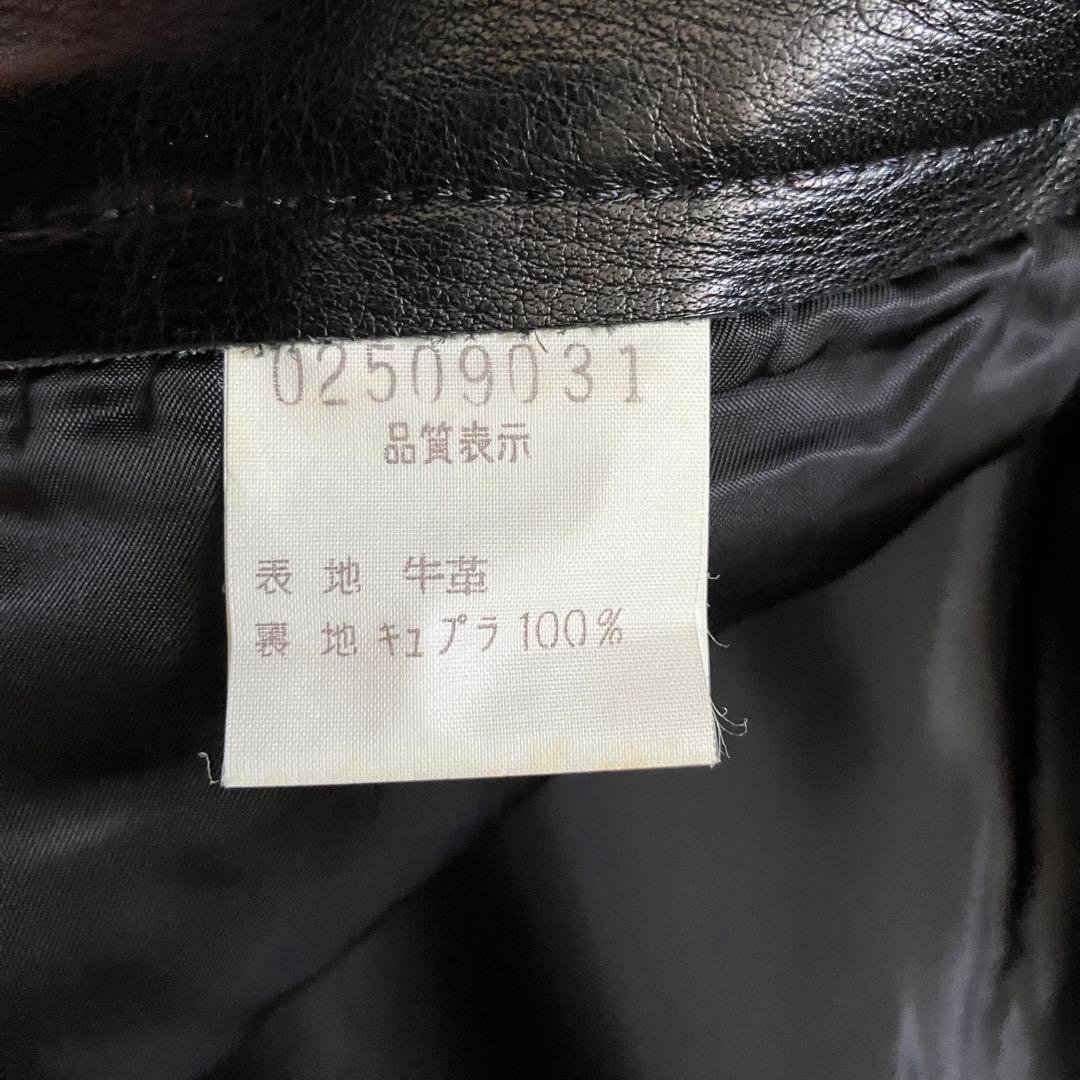 02509031
品質表示
表地 牛革
裏地 キュプラ 100%